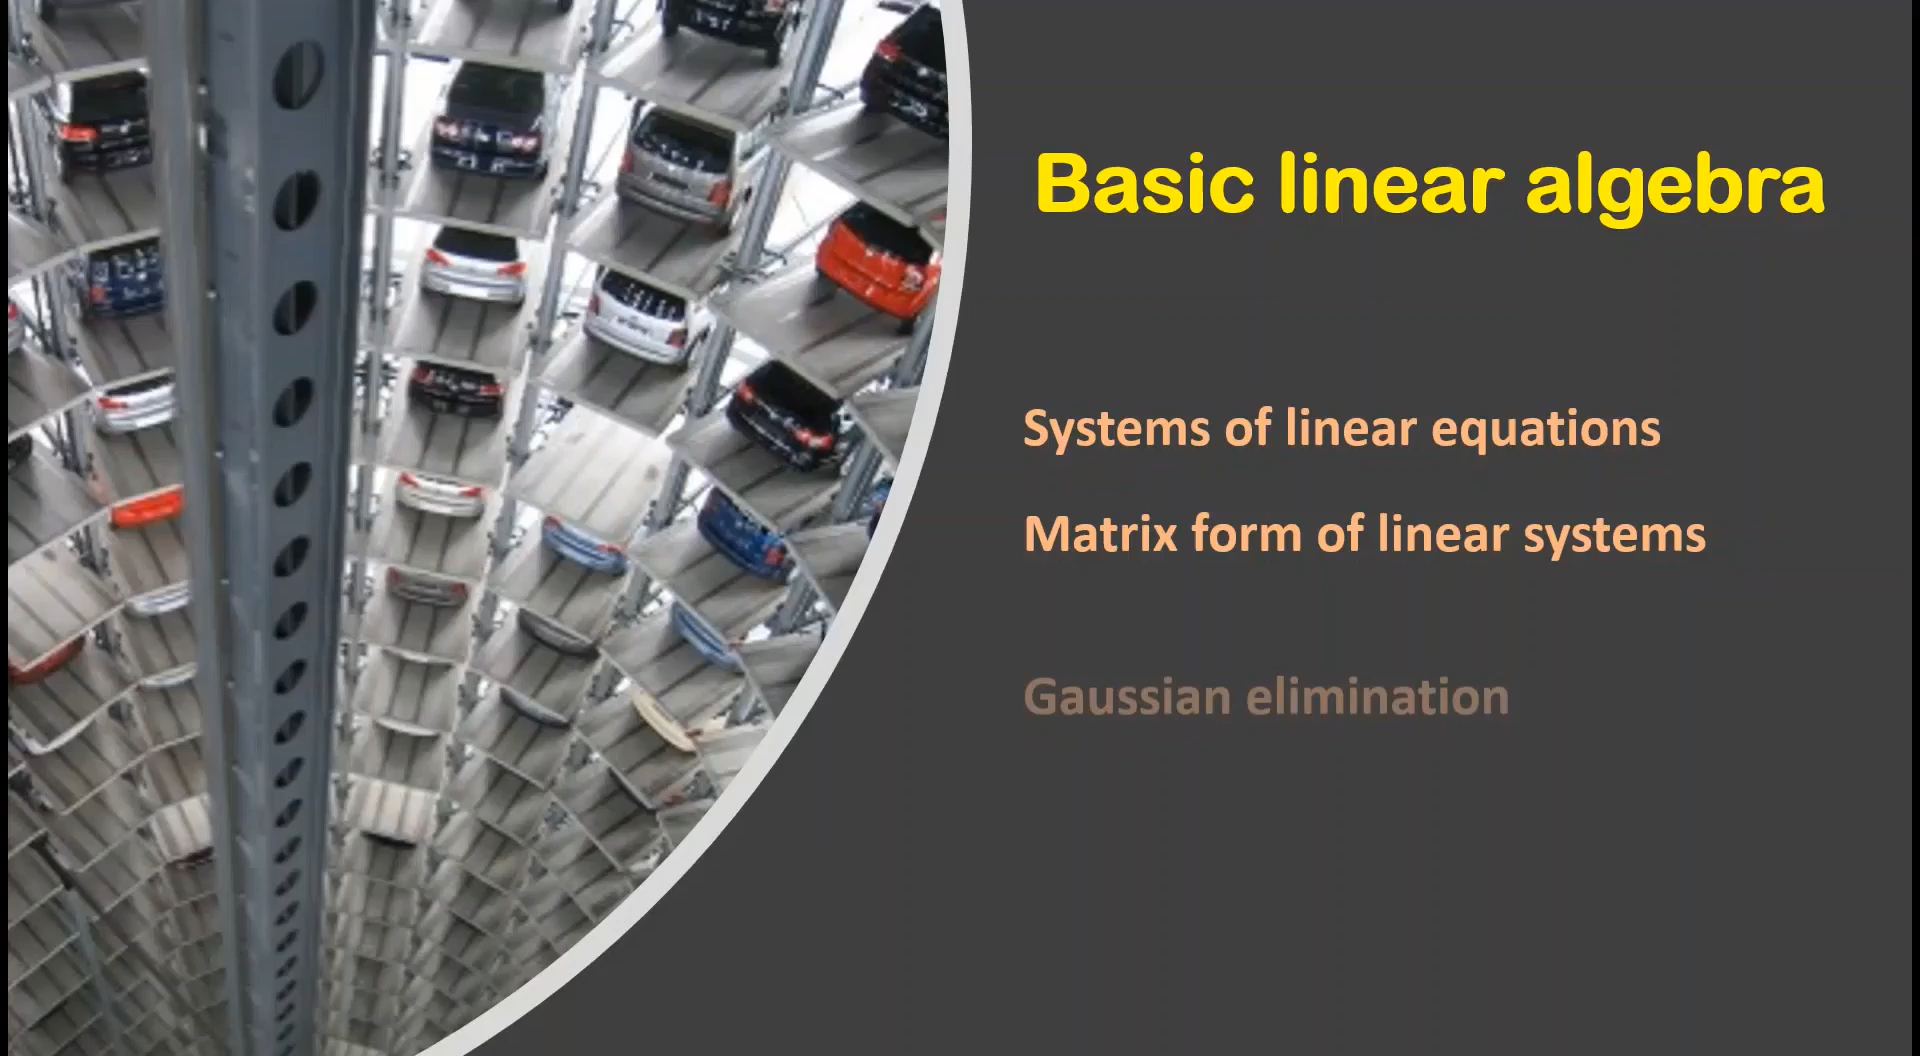 Basic linear algebra
Systems of linear equations
Matrix form of linear systems
Gaussian elimination